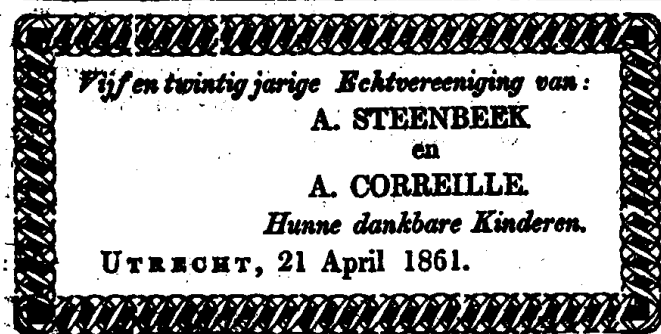 Vijf en twintig jarige Echtvereeniging van:
A. STEENBEEK
en
A. CORREILLE.
Hunne dankbare Kinderen.
UTRECHT, 21 April 1861.